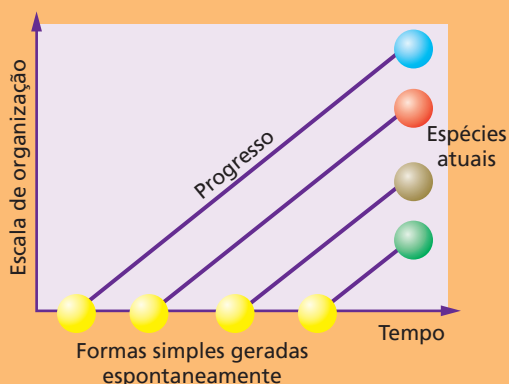 Escala de organização
Progresso
Espécies
atuais
Tempo
Formas simples geradas
espontaneamente